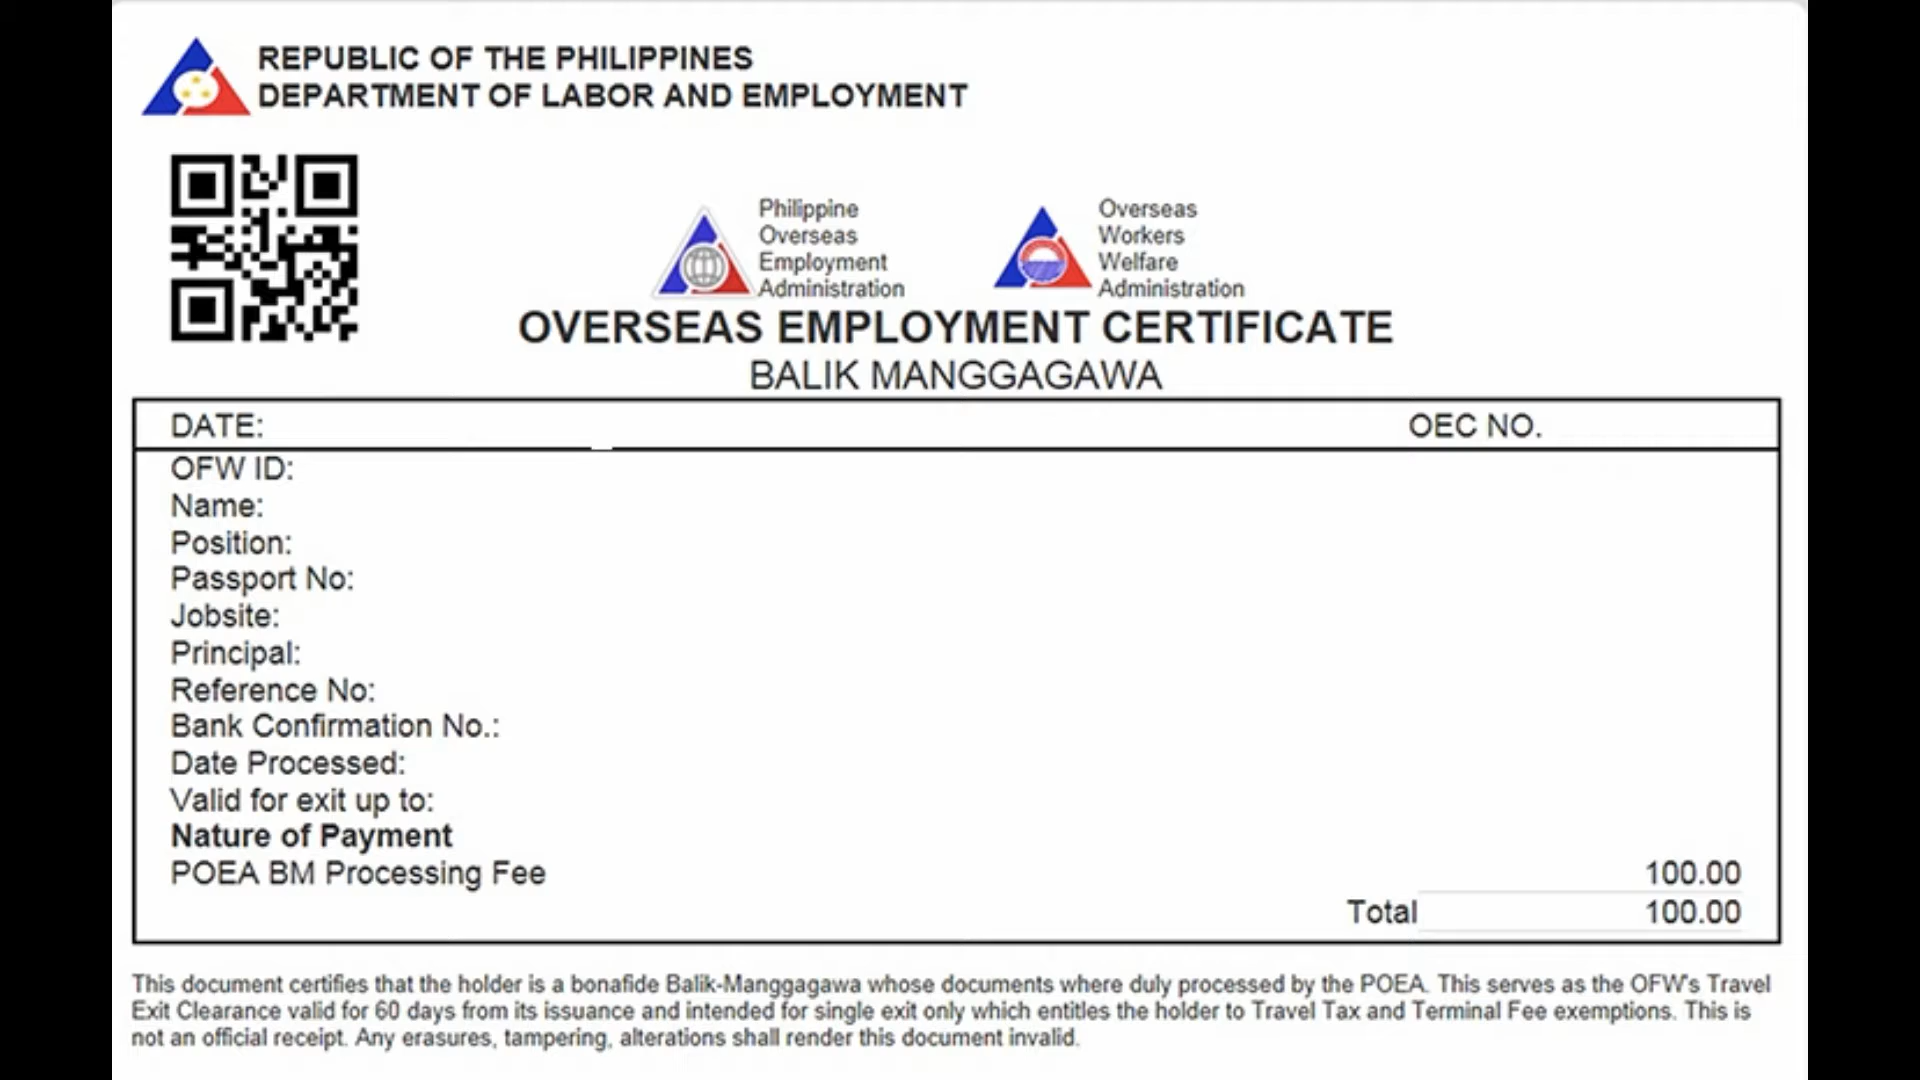 REPUBLIC OF THE PHILIPPINES
DEPARTMENT OF LABOR AND EMPLOYMENT
Philippine
Overseas
Employment
Administration
Overseas
Workers
Welfare
Administration
OVERSEAS EMPLOYMENT CERTIFICATE
BALIK MANGGAGAWA
DATE: OEC NO.
OFW ID:
Name:
Position:
Passport No:
Jobsite:
Principal:
Reference No:
Bank Confirmation No.:
Date Processed:
Valid for exit up to:
Nature of Payment
POEA BM Processing Fee 100.00
Total 100.00
This document certifies that the holder is a bonafide Balik-Manggagawa whose documents where duly processed by the POEA. This serves as the OFW's Travel
Exit Clearance valid for 60 days from its issuance and intended for single exit only which entitles the holder to Travel Tax and Terminal Fee exemptions. This is
not an official receipt. Any erasures, tampering, alterations shall render this document invalid.